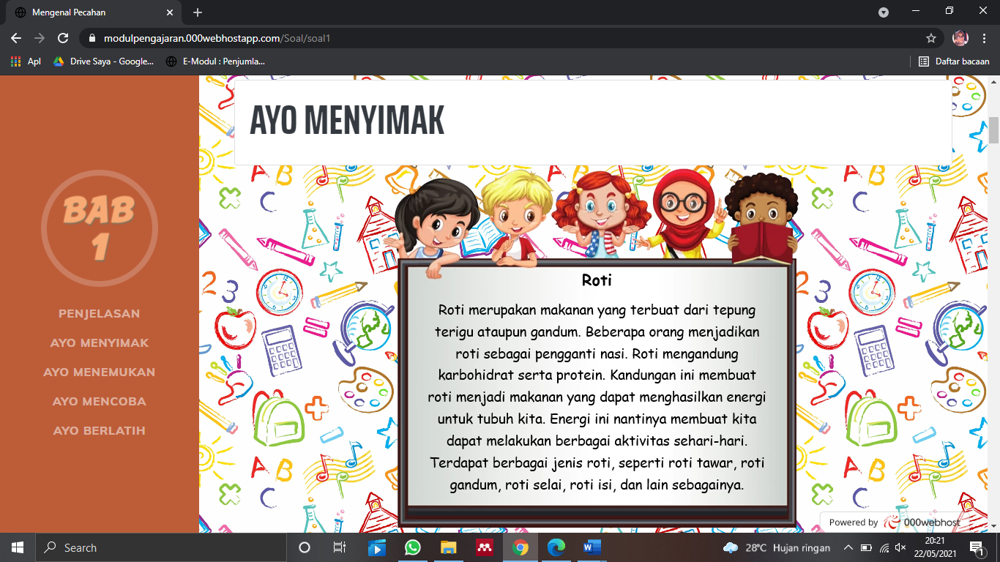 Mengenal Pecahan
modulpengajaran.000webhostapp.com/Soal/soal1
Apl
Drive Saya - Google...
E-Modul : Penjumla...
Daftar bacaan
BAB
1
PENJELASAN
AYO MENYIMAK
AYO MENEMUKAN
AYO MENCOBA
AYO BERLATIH
AYO MENYIMAK
Roti
Roti merupakan makanan yang terbuat dari tepung
terigu ataupun gandum. Beberapa orang menjadikan
roti sebagai pengganti nasi. Roti mengandung
karbohidrat serta protein. Kandungan ini membuat
roti menjadi makanan yang dapat menghasilkan energi
untuk tubuh kita. Energi ini nantinya membuat kita
dapat melakukan berbagai aktivitas sehari-hari.
Terdapat berbagai jenis roti, seperti roti tawar, roti
gandum, roti selai, roti isi, dan lain sebagainya.
Powered by 000webhost
Search
28°C Hujan ringan
20:21
22/05/2021
1